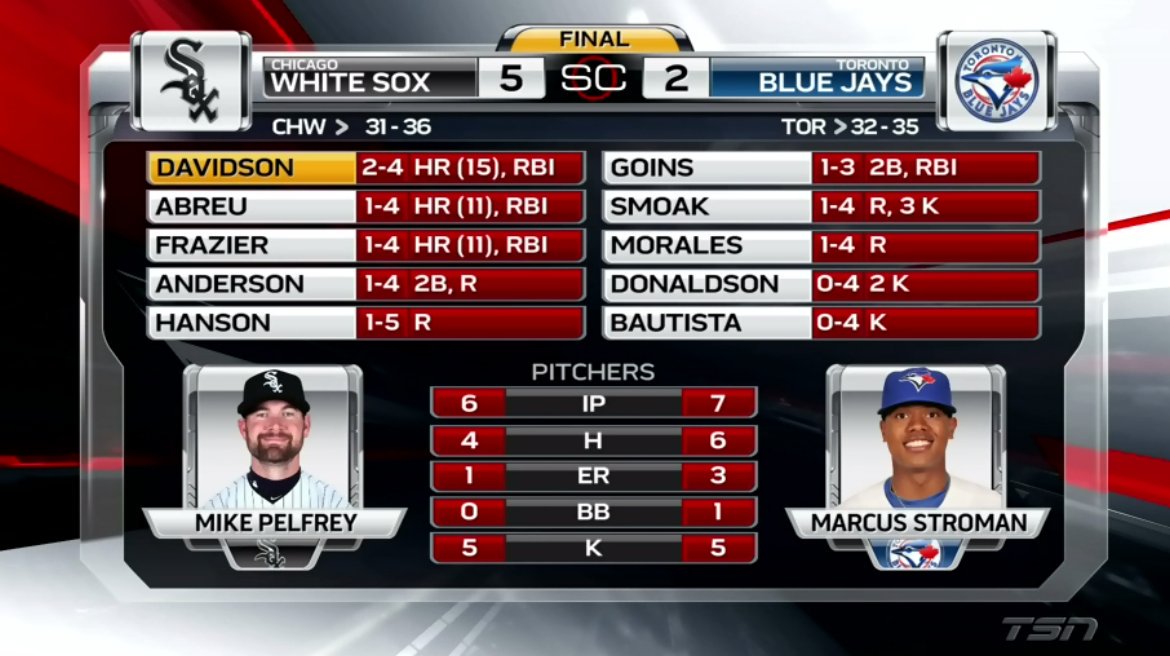 FINAL
CHICAGO
WHITE SOX 5 SC 2 TORONTO
BLUE JAYS
TORONTO
BLUE JAYS
CHW > 31-36
TOR > 32-35
DAVIDSON 2-4 HR (15), RBI
ABREU 1-4 HR (11), RBI
FRAZIER 1-4 HR (11), RBI
ANDERSON 1-4 2B, R
HANSON 1-5 R
GOINS 1-3 2B, RBI
SMOAK 1-4 R, 3 K
MORALES 1-4 R
DONALDSON 0-4 2 K
BAUTISTA 0-4 K
PITCHERS
6 IP 7
4 H 6
1 ER 3
0 BB 1
5 K 5
MIKE PELFREY
MARCUS STROMAN
TSN